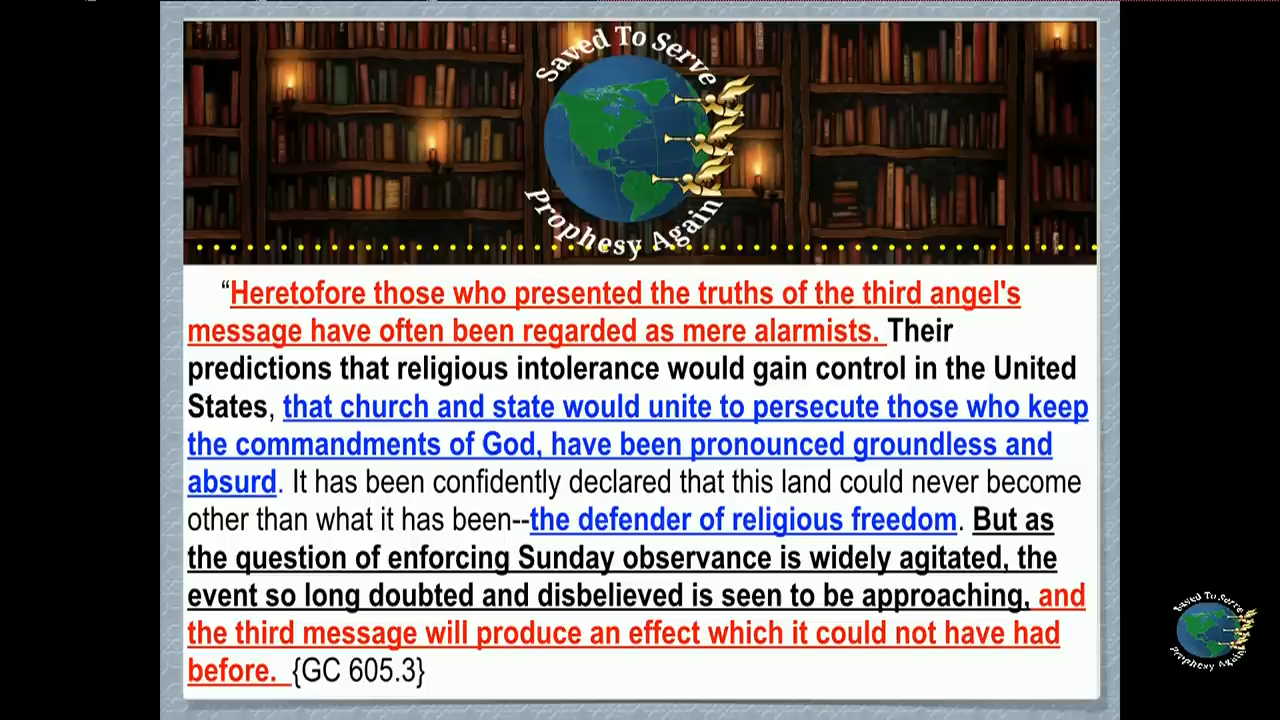 Saved To Serve
Prophesy Again
“Heretofore those who presented the truths of the third angel's
message have often been regarded as mere alarmists. Their
predictions that religious intolerance would gain control in the United
States, that church and state would unite to persecute those who keep
the commandments of God, have been pronounced groundless and
absurd. It has been confidently declared that this land could never become
other than what it has been--the defender of religious freedom. But as
the question of enforcing Sunday observance is widely agitated, the
event so long doubted and disbelieved is seen to be approaching, and
the third message will produce an effect which it could not have had
before. {GC 605.3}
Saved To Serve
Prophesy Again